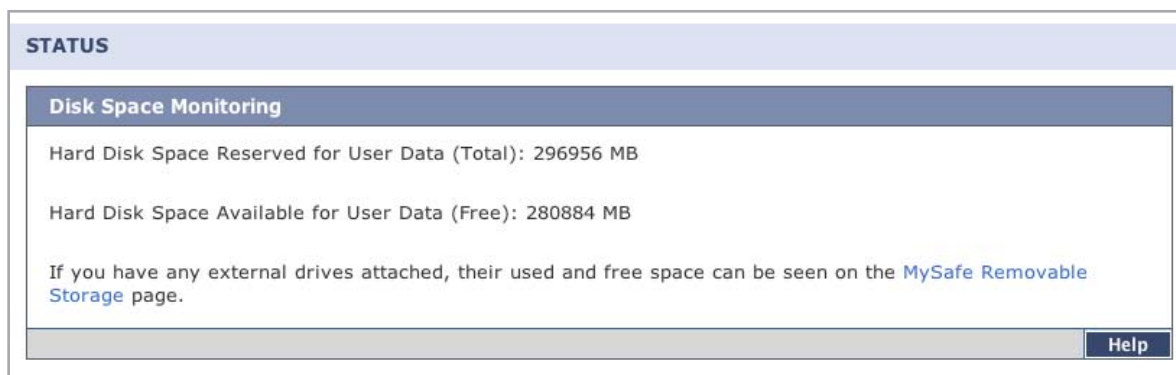 STATUS
Disk Space Monitoring
Hard Disk Space Reserved for User Data (Total): 296956 MB
Hard Disk Space Available for User Data (Free): 280884 MB
If you have any external drives attached, their used and free space can be seen on the MySafe Removable
Storage page.
Help